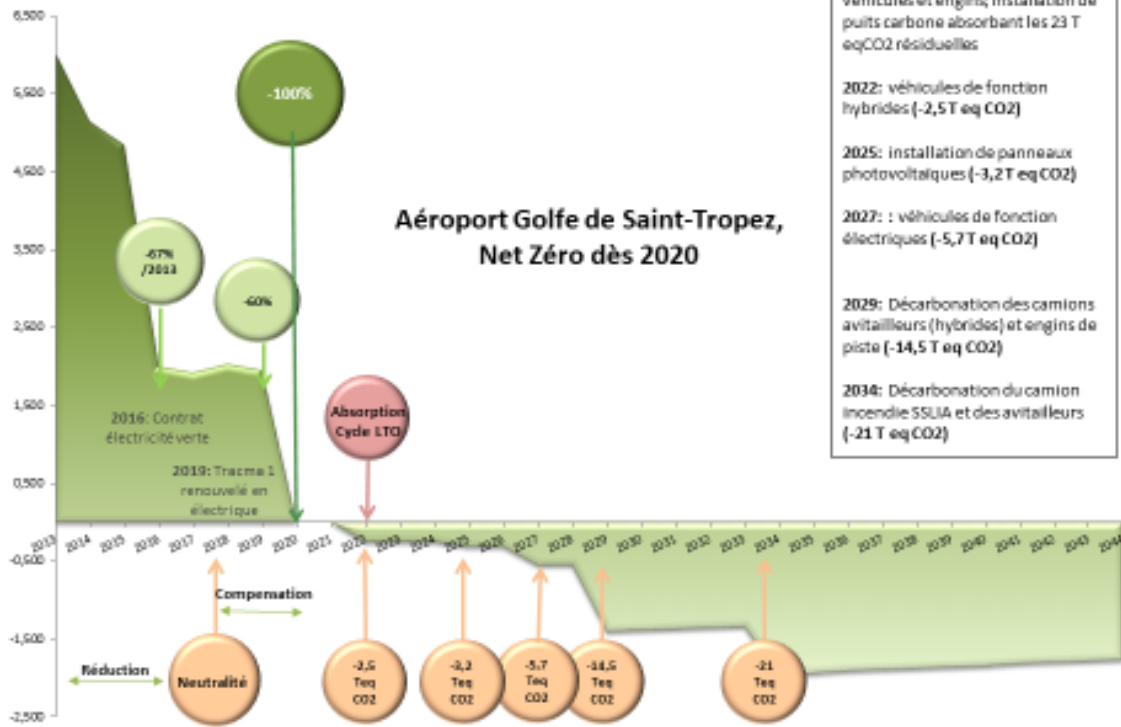 véhicules et engins; installation de
puits carbone absorbant les 23 T
eqCO2 résiduelles
2022: véhicules de fonction
hybrides (-2,5T eq CO2)
2025: installation de panneaux
photovoltaïques (-3,2T eq CO2)
2027: : véhicules de fonction
électriques (-5,7T eq CO2)
2029: Décarbonation des camions
avitailleurs (hybrides) et engins de
piste (-14,5 T eq CO2)
2034: Décarbonation du camion
incendie SSLIA et des avitailleurs
(-21 T eq CO2)
Aéroport Golfe de Saint-Tropez,
Net Zéro dès 2020
6,500
5,500
4,500
3,500
2,500
1,500
0,500
-0,500
-1,500
-2,500
-100%
-67%
/2013
-60%
2016: Contrat
électricité verte
2019: Tracma 1
renouvelé en
électrique
Absorption
Cycle LTO
2013 2014 2015 2016 2017 2018 2019 2020 2021 2022 2023 2024 2025 2026 2027 2028 2029 2030 2031 2032 2033 2034 2035 2036 2037 2038 2039 2040 2041 2042 2043 2044
Compensation
Réduction
Neutralité
-2,5
Teq
CO2
-3,2
Teq
CO2
-5,7
Teq
CO2
-14,5
Teq
CO2
-21
Teq
CO2